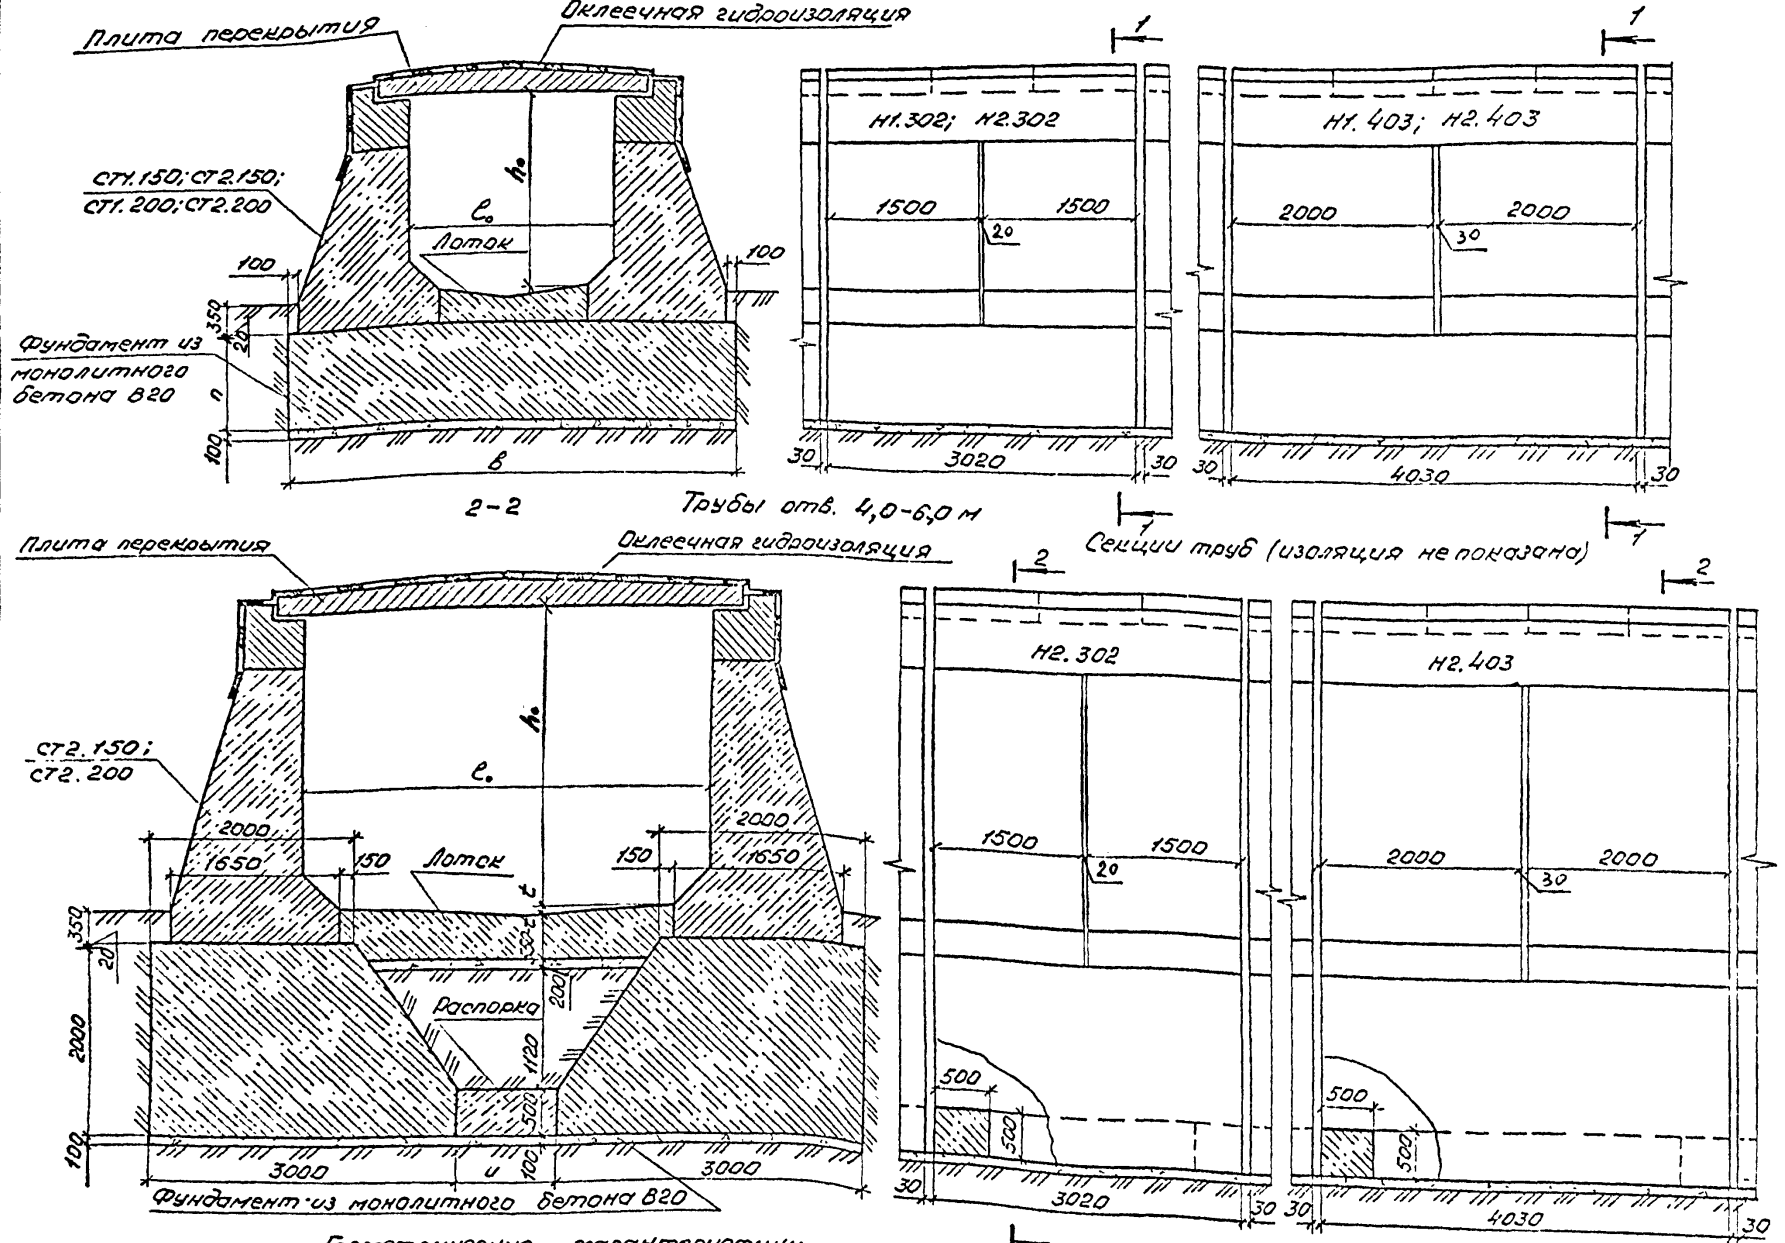 Оклеечная гидроизоляция
Плита перекрытия
1
1
Н1.302; Н2.302
Н1.403; Н2.403
h₀
СТ1.150; СТ2.150;
СТ1.200; СТ2.200
ℓ₀
Лоток
1500
1500
20
2000
2000
30
100
100
350
20
Фундамент из
монолитного
бетона В20
п
100
в
30
3020
30
30
4030
30
2-2
Трубы отв. 4,0-6,0 м
1
1
Плита перекрытия
Оклеечная гидроизоляция
Секции труб (изоляция не показана)
2
2
Н2.302
Н2.403
h₀
СТ2.150;
СТ2.200
ℓ₀
2000
2000
1650
150
Лоток
150
1650
t
1500
1500
20
2000
2000
30
350
20
200
Распорка
2000
1120
500
500
500
500
500
100
3000
и
100
3000
Фундамент из монолитного бетона В20
30
3020
30
30
4030
30